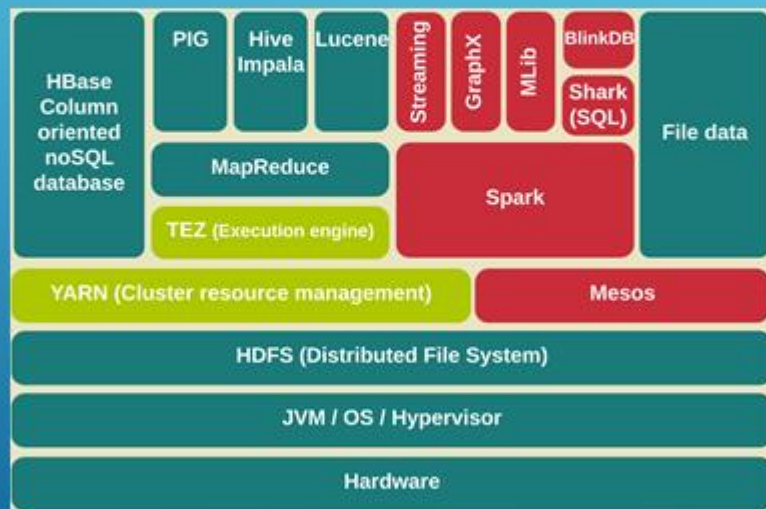 HBase
Column
oriented
noSQL
database
PIG
Hive
Impala
Lucene
Streaming
GraphX
MLib
BlinkDB
Shark
(SQL)
File data
MapReduce
Spark
TEZ (Execution engine)
YARN (Cluster resource management)
Mesos
HDFS (Distributed File System)
JVM / OS / Hypervisor
Hardware